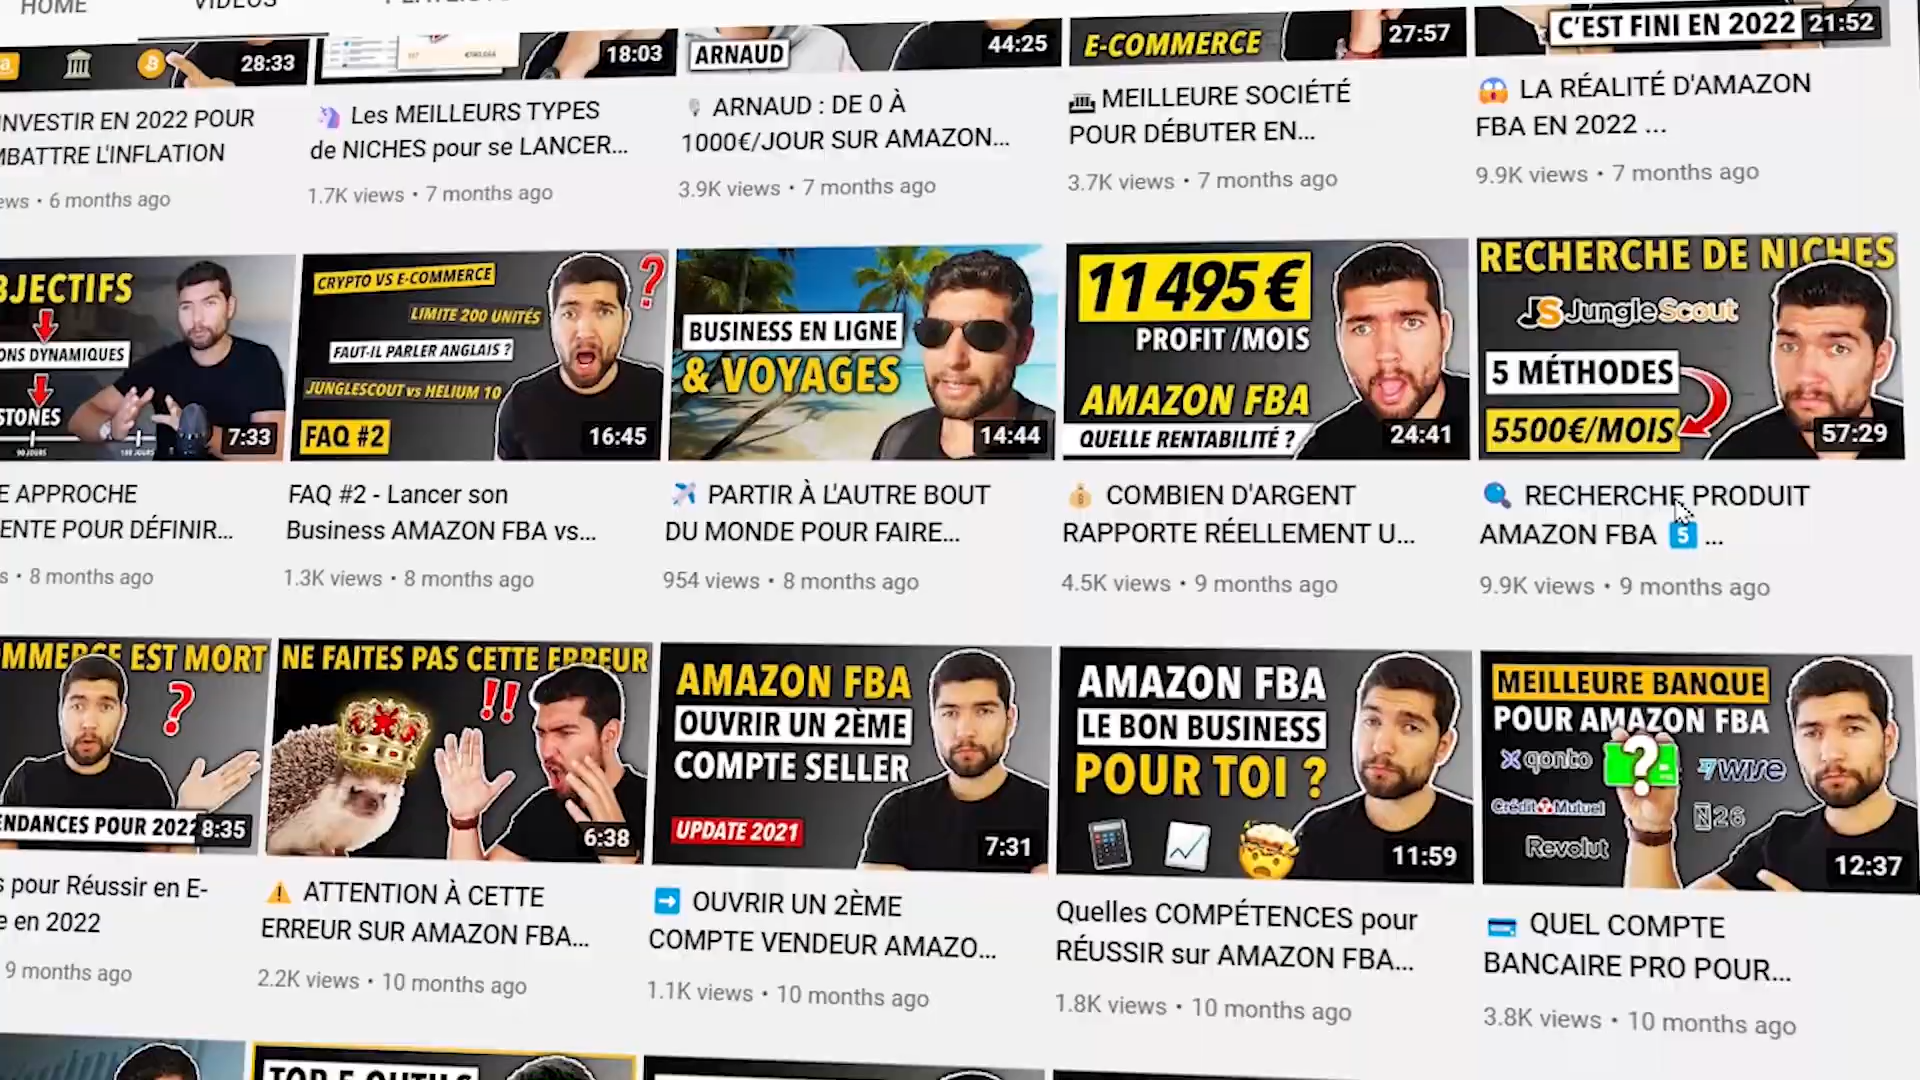 HOME
VIDEOS
28:33
18:03
ARNAUD
44:25
E-COMMERCE
27:57
C'EST FINI EN 2022
21:52
INVESTIR EN 2022 POUR
MBATTRE L'INFLATION
ews • 6 months ago
Les MEILLEURS TYPES
de NICHES pour se LANCER...
1.7K views • 7 months ago
ARNAUD : DE 0 À
1000€/JOUR SUR AMAZON...
3.9K views • 7 months ago
MEILLEURE SOCIÉTÉ
POUR DÉBUTER EN...
3.7K views • 7 months ago
LA RÉALITÉ D'AMAZON
FBA EN 2022 ...
9.9K views • 7 months ago
BJECTIFS
ONS DYNAMIQUES
STONES
90 JOURS
7:33
CRYPTO VS E-COMMERCE
LIMITE 200 UNITÉS
FAUT-IL PARLER ANGLAIS ?
JUNGLESCOUT vs HELIUM 10
FAQ #2
16:45
BUSINESS EN LIGNE
& VOYAGES
14:44
11 495 €
PROFIT /MOIS
AMAZON FBA
QUELLE RENTABILITÉ ?
24:41
RECHERCHE DE NICHES
JS JungleScout
5 MÉTHODES
5500€/MOIS
57:29
E APPROCHE
ENTE POUR DÉFINIR...
s • 8 months ago
FAQ #2 - Lancer son
Business AMAZON FBA vs...
1.3K views • 8 months ago
PARTIR À L'AUTRE BOUT
DU MONDE POUR FAIRE...
954 views • 8 months ago
COMBIEN D'ARGENT
RAPPORTE RÉELLEMENT U...
4.5K views • 9 months ago
RECHERCHE PRODUIT
AMAZON FBA 5 ...
9.9K views • 9 months ago
MMERCE EST MORT
?
ENDANCES POUR 2022
8:35
NE FAITES PAS CETTE ERREUR
!!
6:38
AMAZON FBA
OUVRIR UN 2ÈME
COMPTE SELLER
UPDATE 2021
7:31
AMAZON FBA
LE BON BUSINESS
POUR TOI ?
11:59
MEILLEURE BANQUE
POUR AMAZON FBA
qonto
?
wise
Crédit Mutuel
N26
Revolut
12:37
s pour Réussir en E-
e en 2022
9 months ago
ATTENTION À CETTE
ERREUR SUR AMAZON FBA...
2.2K views • 10 months ago
OUVRIR UN 2ÈME
COMPTE VENDEUR AMAZO...
1.1K views • 10 months ago
Quelles COMPÉTENCES pour
RÉUSSIR sur AMAZON FBA...
1.8K views • 10 months ago
QUEL COMPTE
BANCAIRE PRO POUR...
3.8K views • 10 months ago
TOP 5 OUTILS